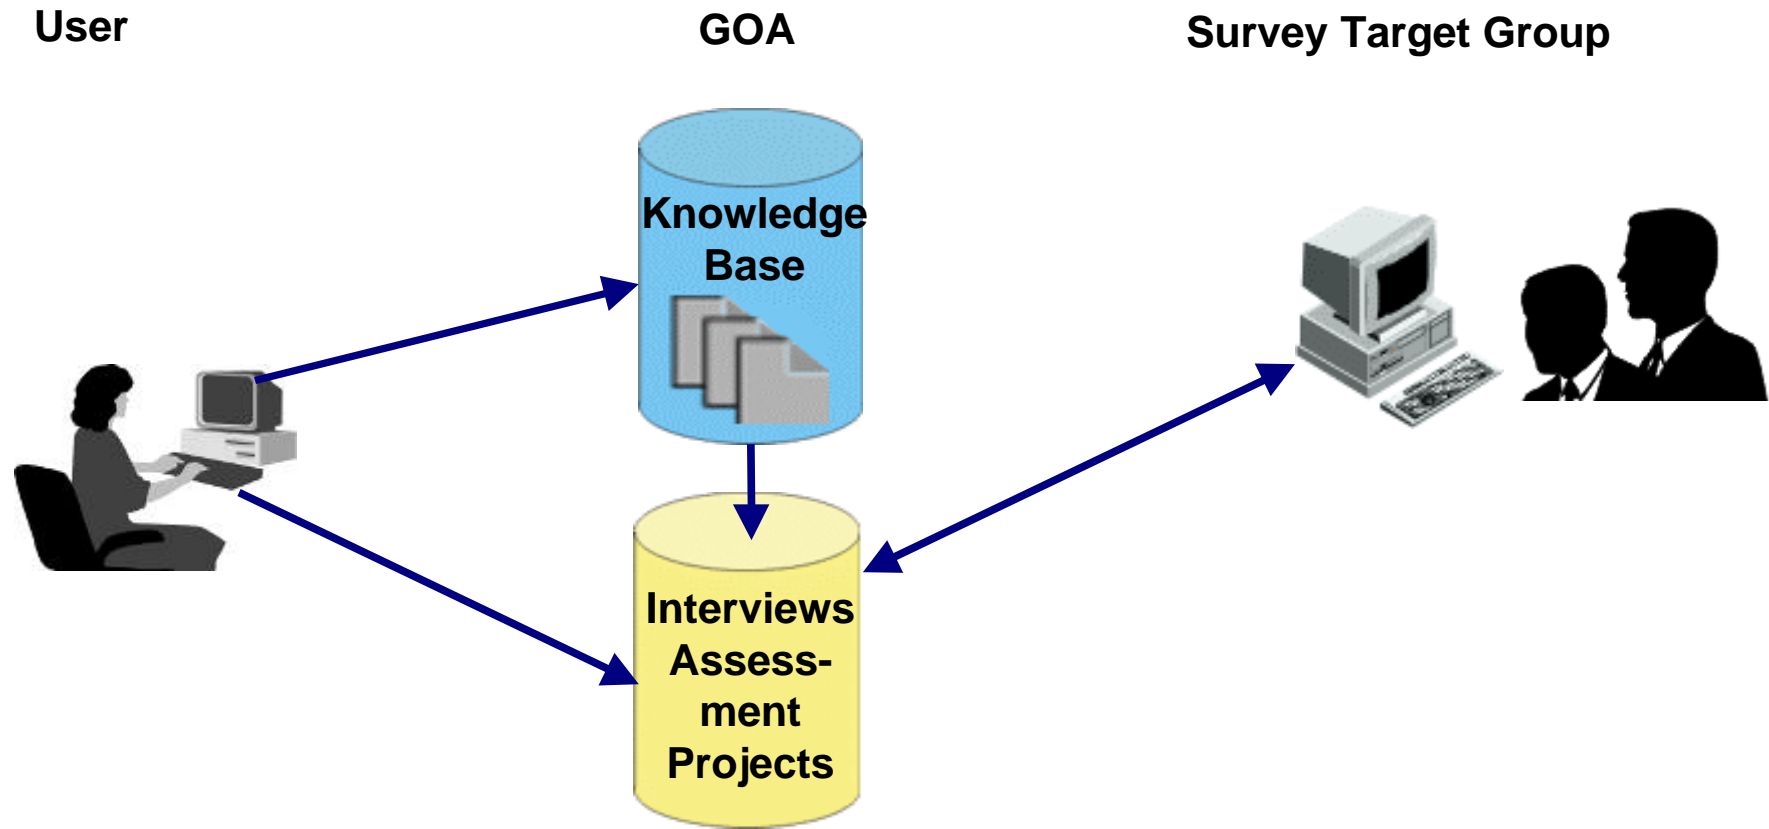 User
GOA
Survey Target Group
Knowledge
Base
Interviews
Assess-
ment
Projects